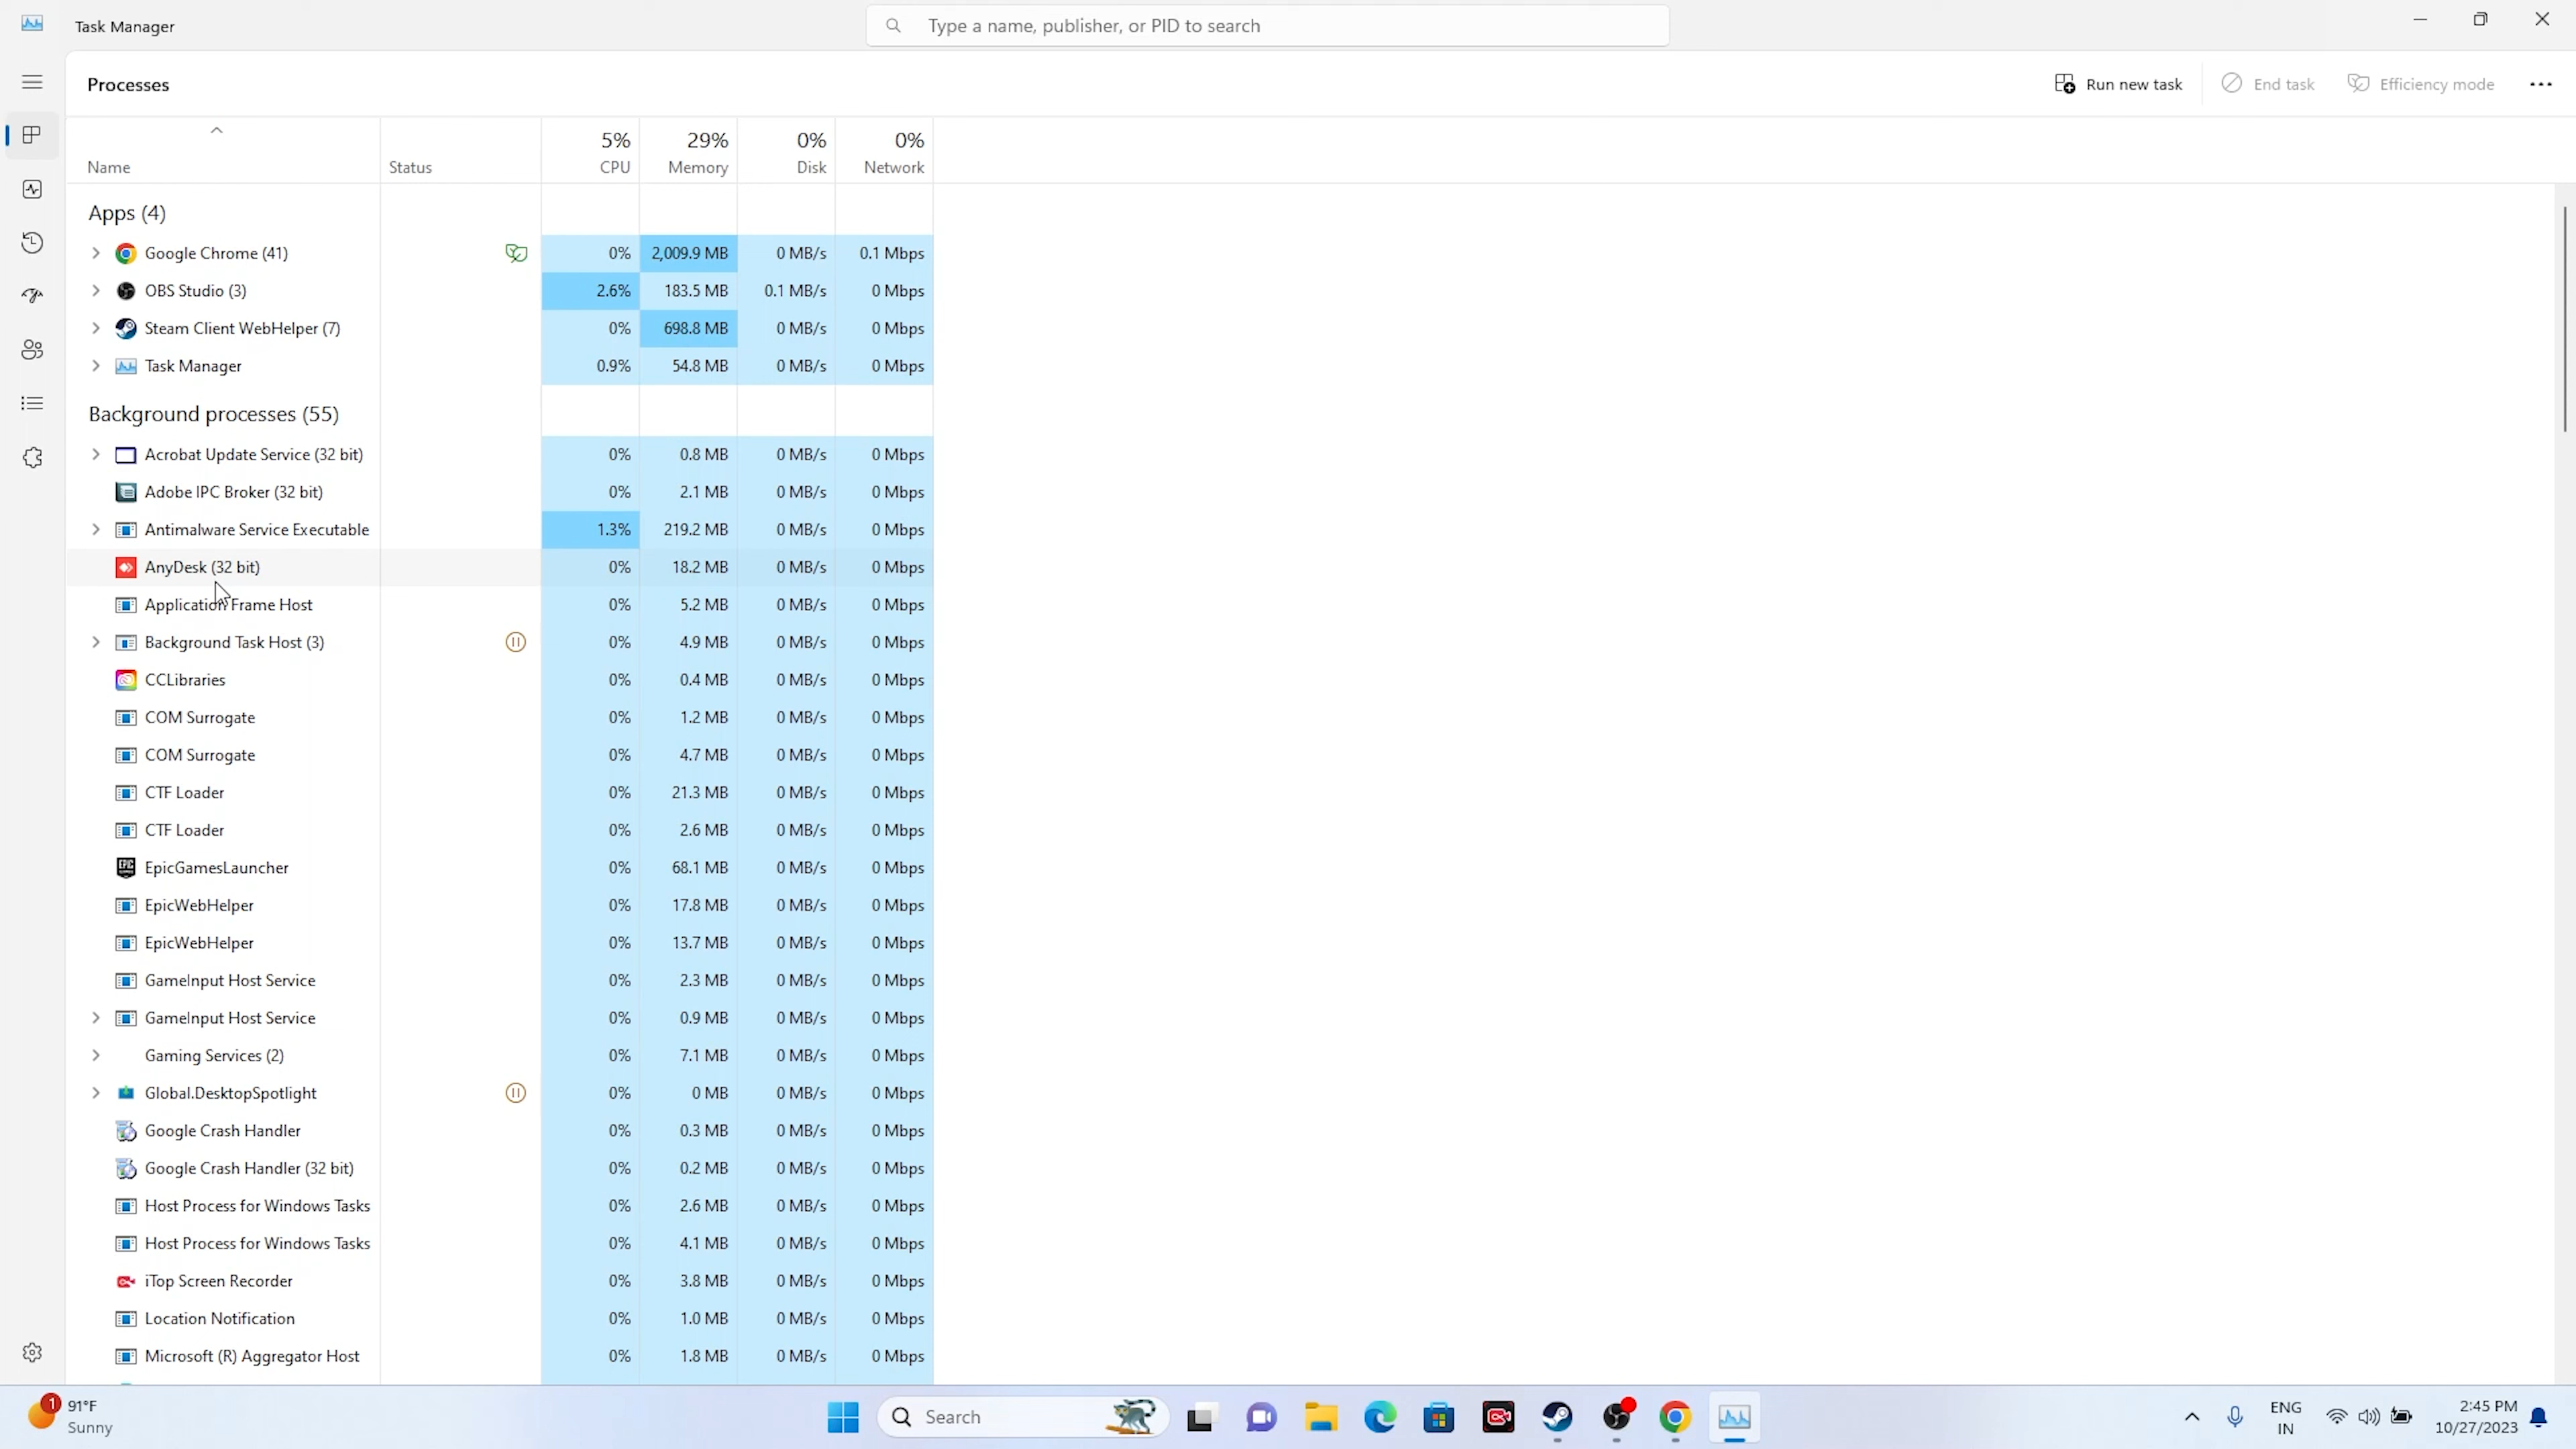 Task Manager
Type a name, publisher, or PID to search
Processes
Run new task
End task
Efficiency mode
5% 29% 0% 0%
Name Status CPU Memory Disk Network
Apps (4)
Google Chrome (41) 0% 2,009.9 MB 0 MB/s 0.1 Mbps
OBS Studio (3) 2.6% 183.5 MB 0.1 MB/s 0 Mbps
Steam Client WebHelper (7) 0% 698.8 MB 0 MB/s 0 Mbps
Task Manager 0.9% 54.8 MB 0 MB/s 0 Mbps
Background processes (55)
Acrobat Update Service (32 bit) 0% 0.8 MB 0 MB/s 0 Mbps
Adobe IPC Broker (32 bit) 0% 2.1 MB 0 MB/s 0 Mbps
Antimalware Service Executable 1.3% 219.2 MB 0 MB/s 0 Mbps
AnyDesk (32 bit) 0% 18.2 MB 0 MB/s 0 Mbps
Application Frame Host 0% 5.2 MB 0 MB/s 0 Mbps
Background Task Host (3) 0% 4.9 MB 0 MB/s 0 Mbps
CCLibraries 0% 0.4 MB 0 MB/s 0 Mbps
COM Surrogate 0% 1.2 MB 0 MB/s 0 Mbps
COM Surrogate 0% 4.7 MB 0 MB/s 0 Mbps
CTF Loader 0% 21.3 MB 0 MB/s 0 Mbps
CTF Loader 0% 2.6 MB 0 MB/s 0 Mbps
EpicGamesLauncher 0% 68.1 MB 0 MB/s 0 Mbps
EpicWebHelper 0% 17.8 MB 0 MB/s 0 Mbps
EpicWebHelper 0% 13.7 MB 0 MB/s 0 Mbps
GameInput Host Service 0% 2.3 MB 0 MB/s 0 Mbps
GameInput Host Service 0% 0.9 MB 0 MB/s 0 Mbps
Gaming Services (2) 0% 7.1 MB 0 MB/s 0 Mbps
Global.DesktopSpotlight 0% 0 MB 0 MB/s 0 Mbps
Google Crash Handler 0% 0.3 MB 0 MB/s 0 Mbps
Google Crash Handler (32 bit) 0% 0.2 MB 0 MB/s 0 Mbps
Host Process for Windows Tasks 0% 2.6 MB 0 MB/s 0 Mbps
Host Process for Windows Tasks 0% 4.1 MB 0 MB/s 0 Mbps
iTop Screen Recorder 0% 3.8 MB 0 MB/s 0 Mbps
Location Notification 0% 1.0 MB 0 MB/s 0 Mbps
Microsoft (R) Aggregator Host 0% 1.8 MB 0 MB/s 0 Mbps
1
91°F
Sunny
Search
ENG
IN
2:45 PM
10/27/2023